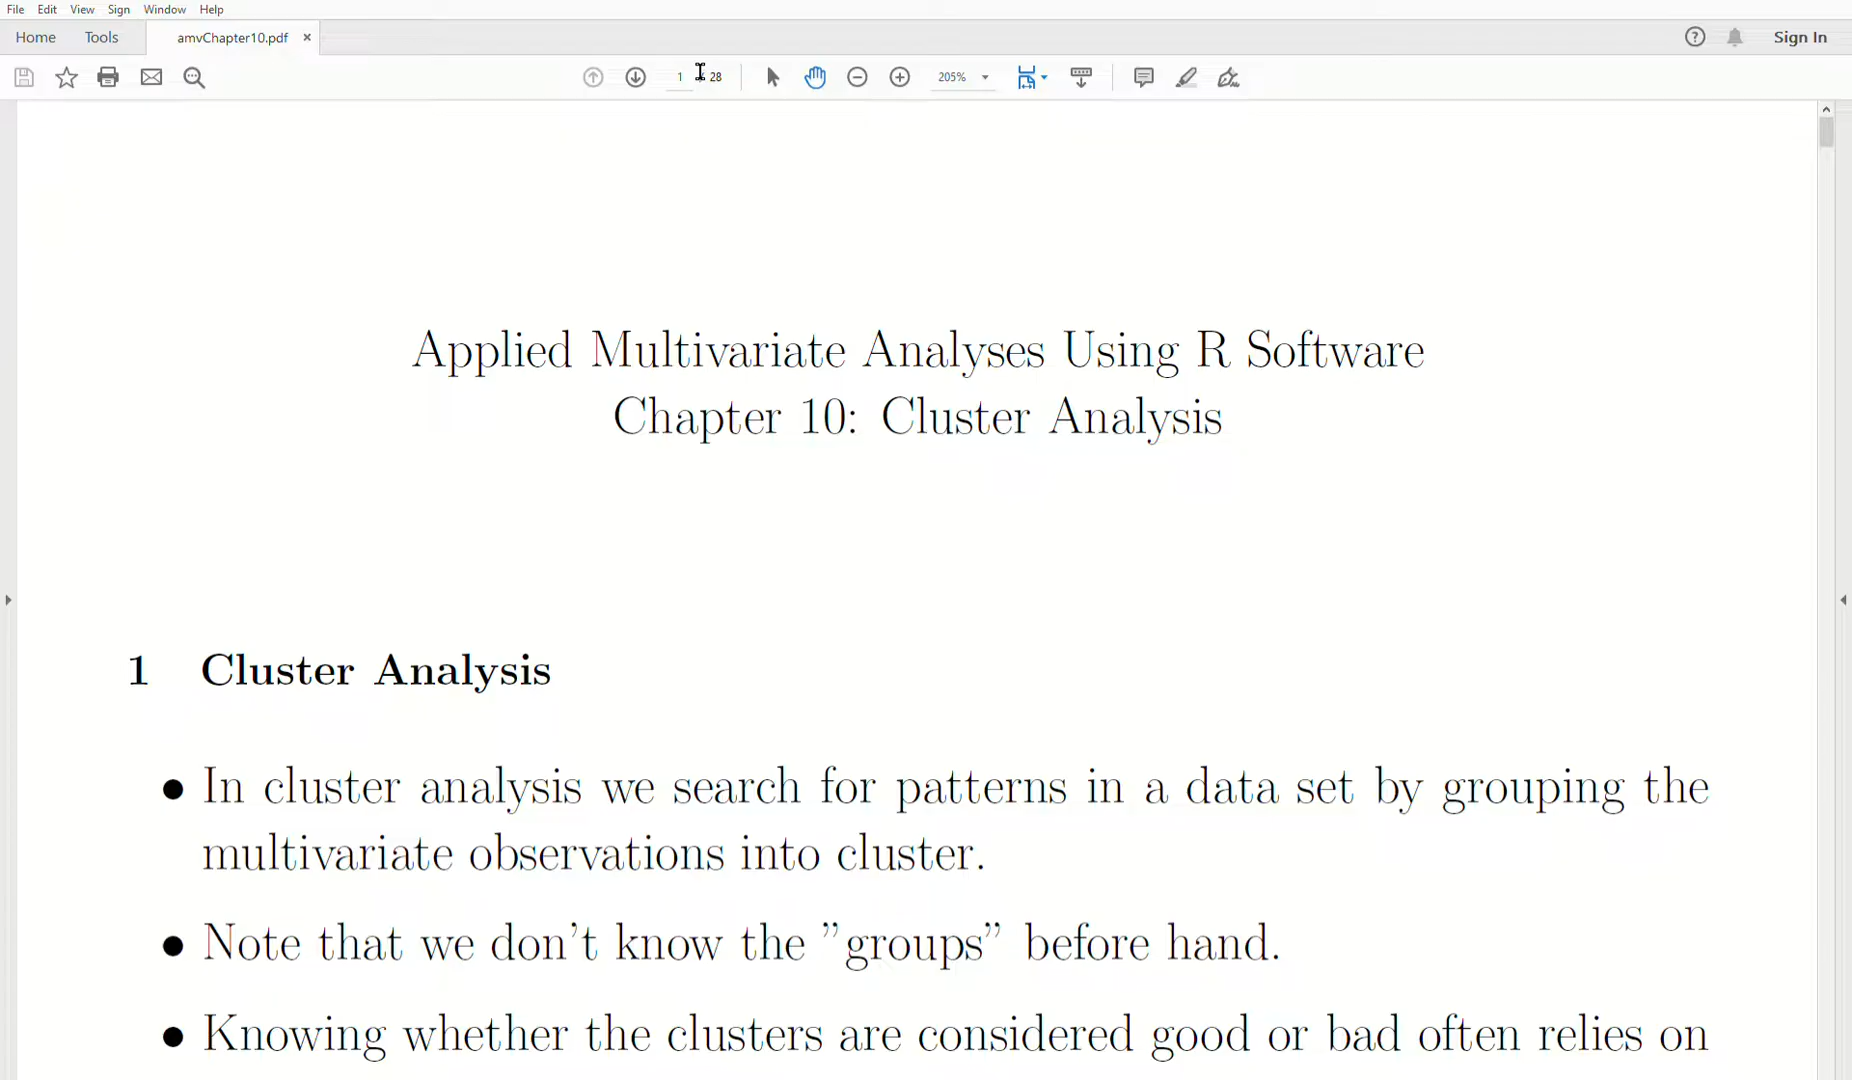 File Edit View Sign Window Help
Home Tools amvChapter10.pdf × Sign In
1 28 205%
Applied Multivariate Analyses Using R Software
Chapter 10: Cluster Analysis
1 Cluster Analysis
• In cluster analysis we search for patterns in a data set by grouping the
multivariate observations into cluster.
• Note that we don't know the ”groups” before hand.
• Knowing whether the clusters are considered good or bad often relies on